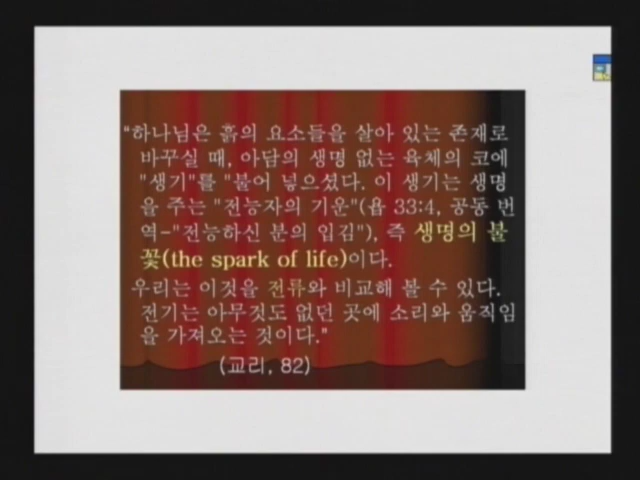 "하나님은 흙의 요소들을 살아 있는 존재로
바꾸실 때, 아담의 생명 없는 육체의 코에
"생기"를 "불어 넣으셨다. 이 생기는 생명
을 주는 "전능자의 기운"(욥 33:4, 공동 번
역-"전능하신 분의 입김"), 즉 생명의 불
꽃(the spark of life)이다.
우리는 이것을 전류와 비교해 볼 수 있다.
전기는 아무것도 없던 곳에 소리와 움직임
을 가져오는 것이다."
(교리, 82)